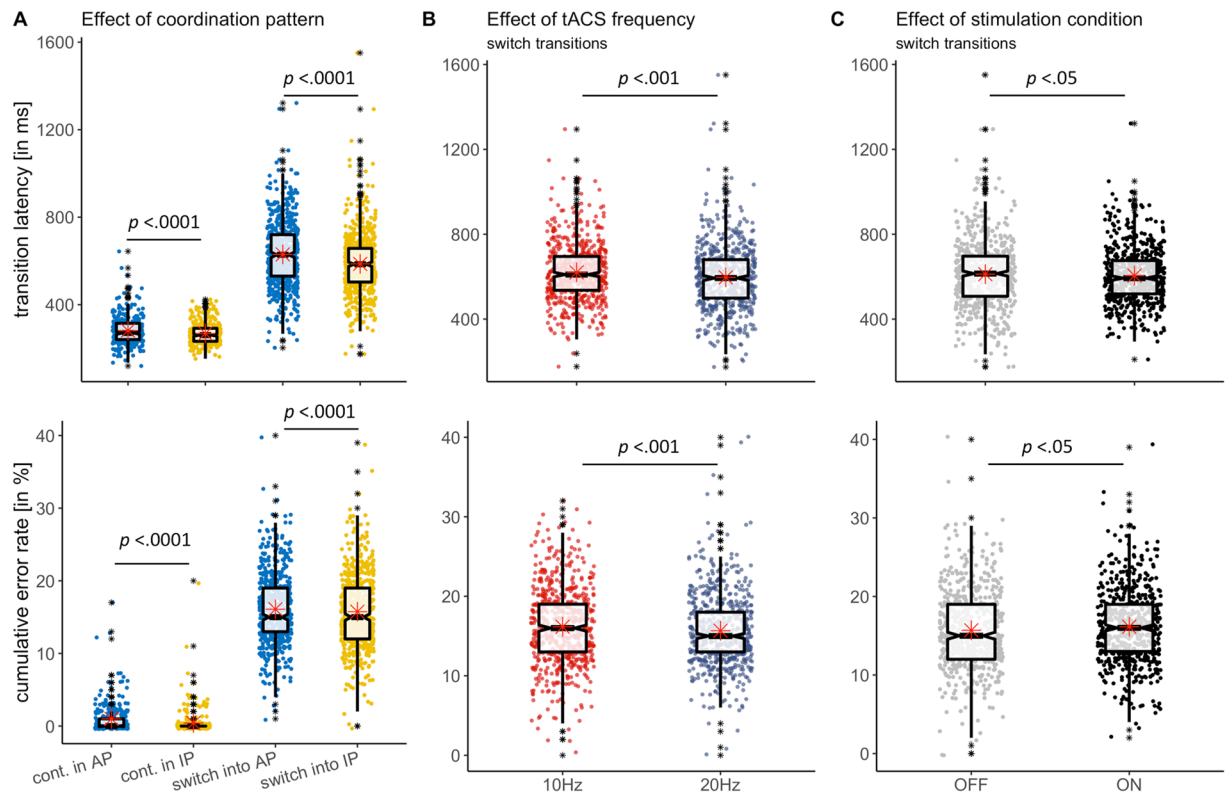 A Effect of coordination pattern
B Effect of tACS frequency
switch transitions
C Effect of stimulation condition
switch transitions
transition latency [in ms]
1600
1200
800
400
p <.0001
p <.0001
1600
1200
800
400
p <.001
1600
1200
800
400
p <.05
cumulative error rate [in %]
40
30
20
10
0
p <.0001
p <.0001
cont. in AP
cont. in IP
switch into AP
switch into IP
40
30
20
10
0
p <.001
10Hz
20Hz
40
30
20
10
0
p <.05
OFF
ON